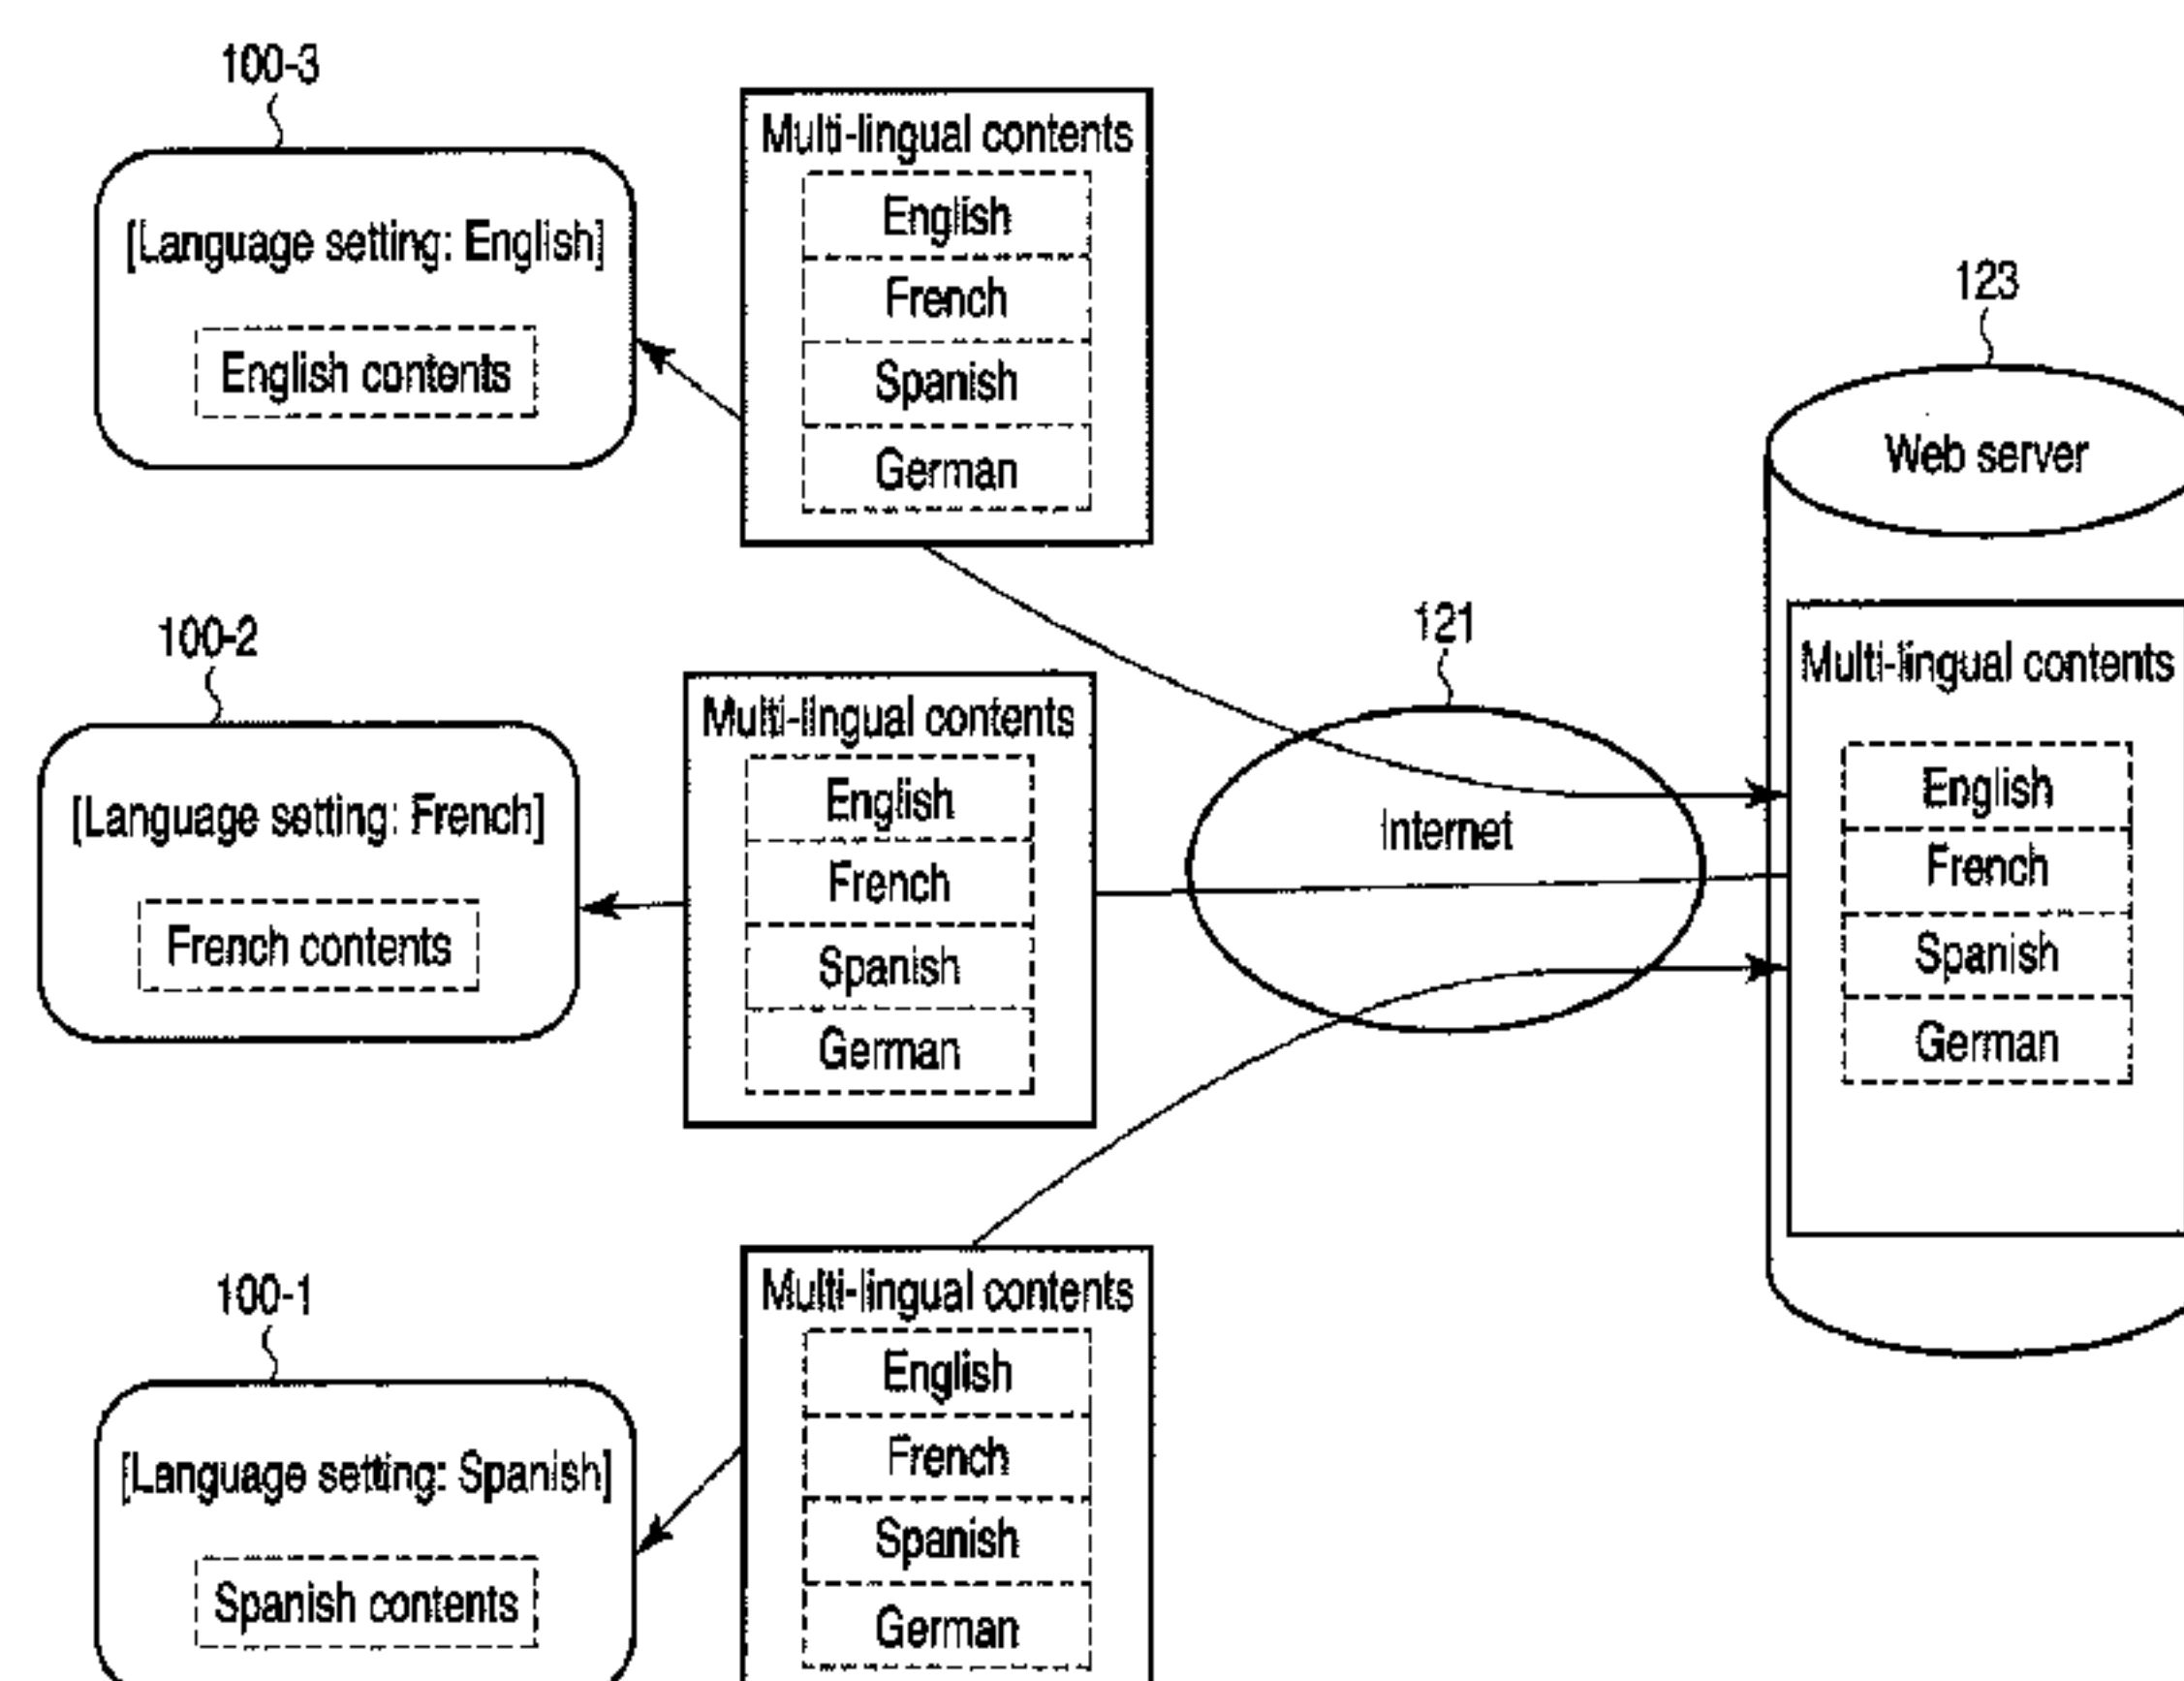 100-3
[Language setting: English]
English contents
Multi-lingual contents
English
French
Spanish
German
123
Web server
Multi-lingual contents
English
French
Spanish
German
121
Internet
100-2
[Language setting: French]
French contents
Multi-lingual contents
English
French
Spanish
German
100-1
[Language setting: Spanish]
Spanish contents
Multi-lingual contents
English
French
Spanish
German